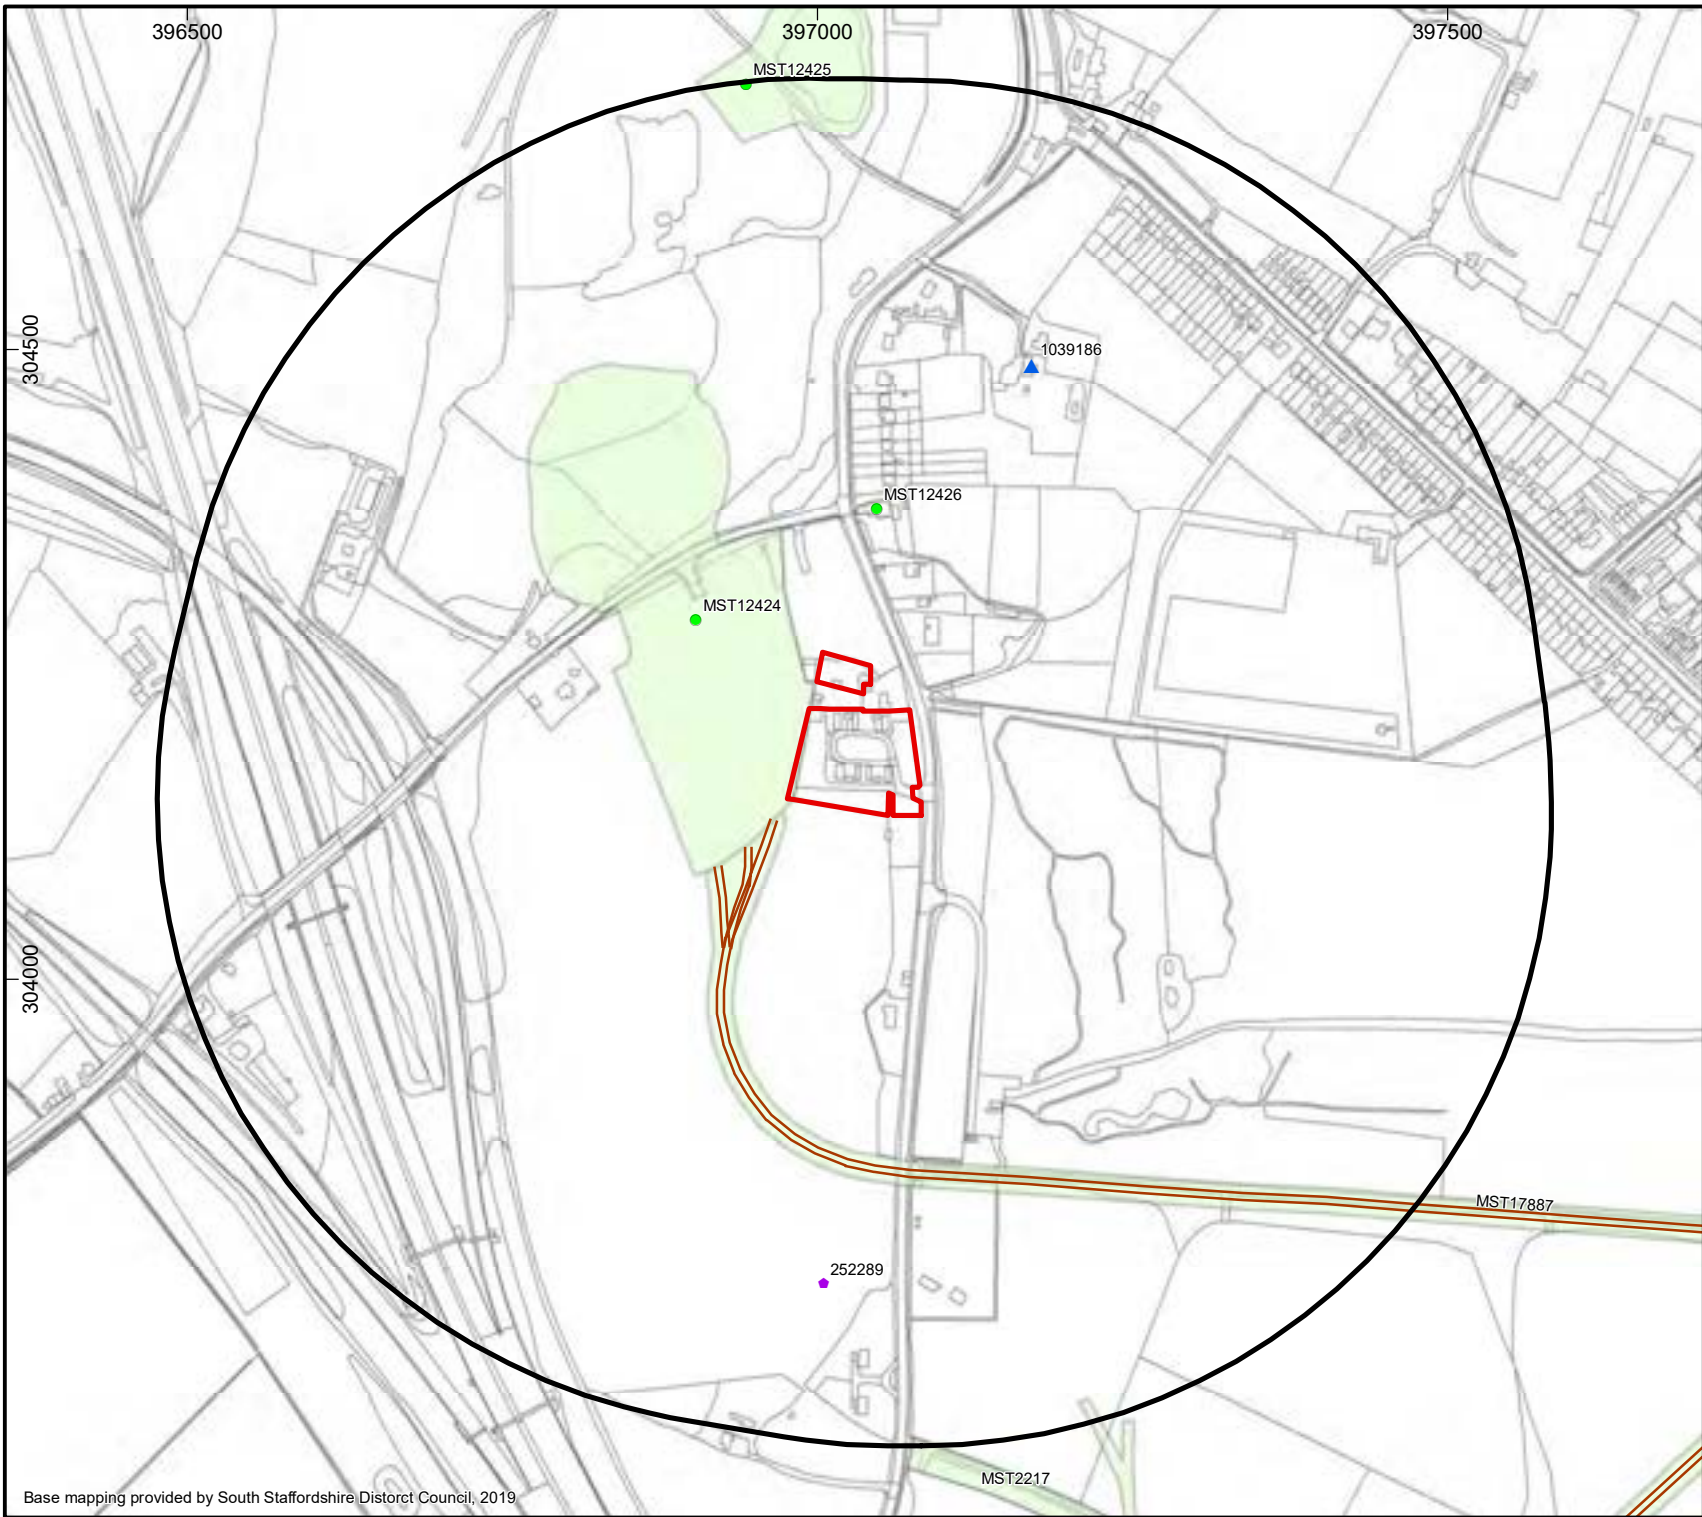 396500
397000
397500
MST12425
304500
1039186
MST12426
MST12424
304000
MST17887
252289
MST2217
Base mapping provided by South Staffordshire Distorct Council, 2019